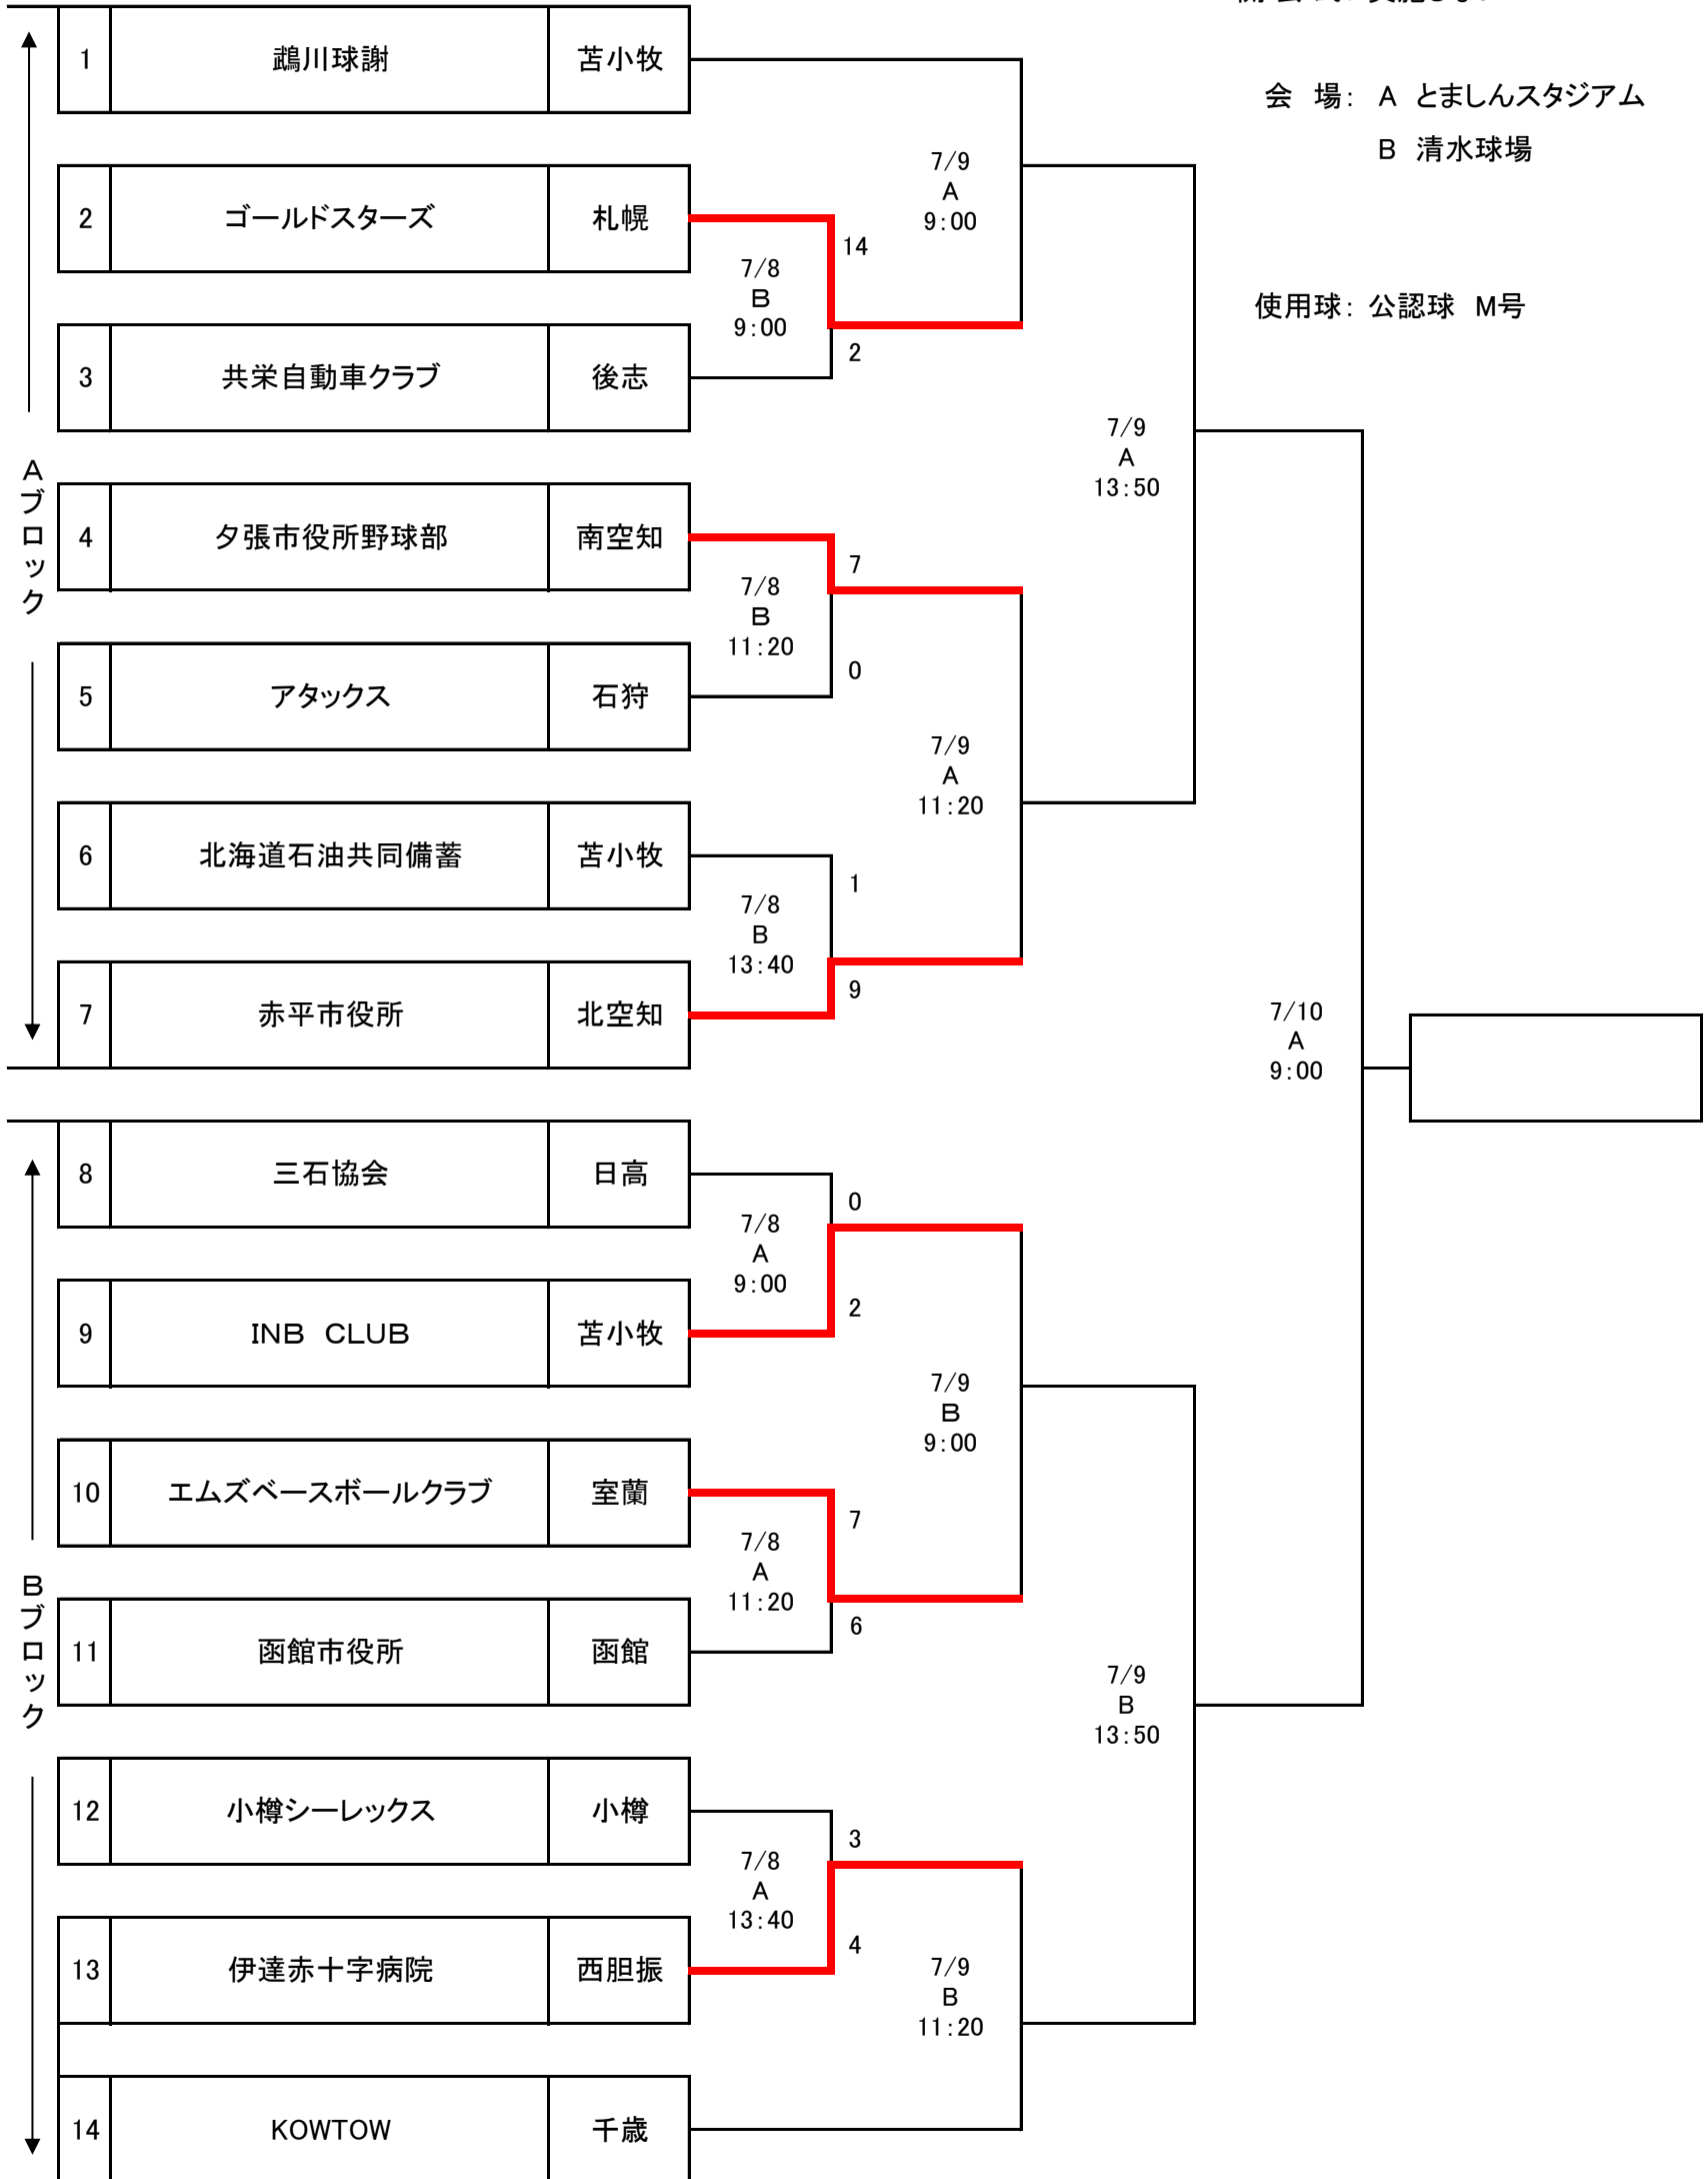 会 場： A とましんスタジアム
B 清水球場
使用球： 公認球 M号
Aブロック
1 鵡川球謝 苫小牧
2 ゴールドスターズ 札幌
3 共栄自動車クラブ 後志
4 夕張市役所野球部 南空知
5 アタックス 石狩
6 北海道石油共同備蓄 苫小牧
7 赤平市役所 北空知
Bブロック
8 三石協会 日高
9 INB CLUB 苫小牧
10 エムズベースボールクラブ 室蘭
11 函館市役所 函館
12 小樽シーレックス 小樽
13 伊達赤十字病院 西胆振
14 KOWTOW 千歳
7/8
B
9:00
14
2
7/8
B
11:20
7
0
7/8
B
13:40
1
9
7/8
A
9:00
0
2
7/8
A
11:20
7
6
7/8
A
13:40
3
4
7/9
A
9:00
7/9
A
11:20
7/9
B
9:00
7/9
B
11:20
7/9
A
13:50
7/9
B
13:50
7/10
A
9:00